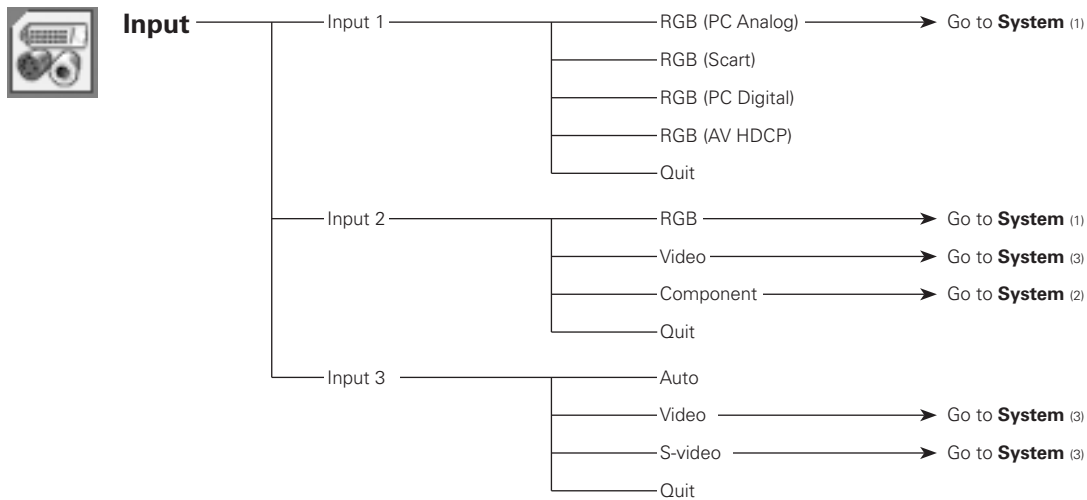 Input
Input 1
RGB (PC Analog)
Go to System (1)
RGB (Scart)
RGB (PC Digital)
RGB (AV HDCP)
Quit
Input 2
RGB
Go to System (1)
Video
Go to System (3)
Component
Go to System (2)
Quit
Input 3
Auto
Video
Go to System (3)
S-video
Go to System (3)
Quit